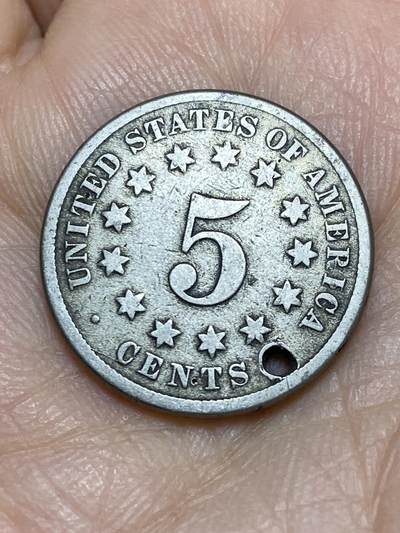 UNITED STATES OF AMERICA
5
CENTS